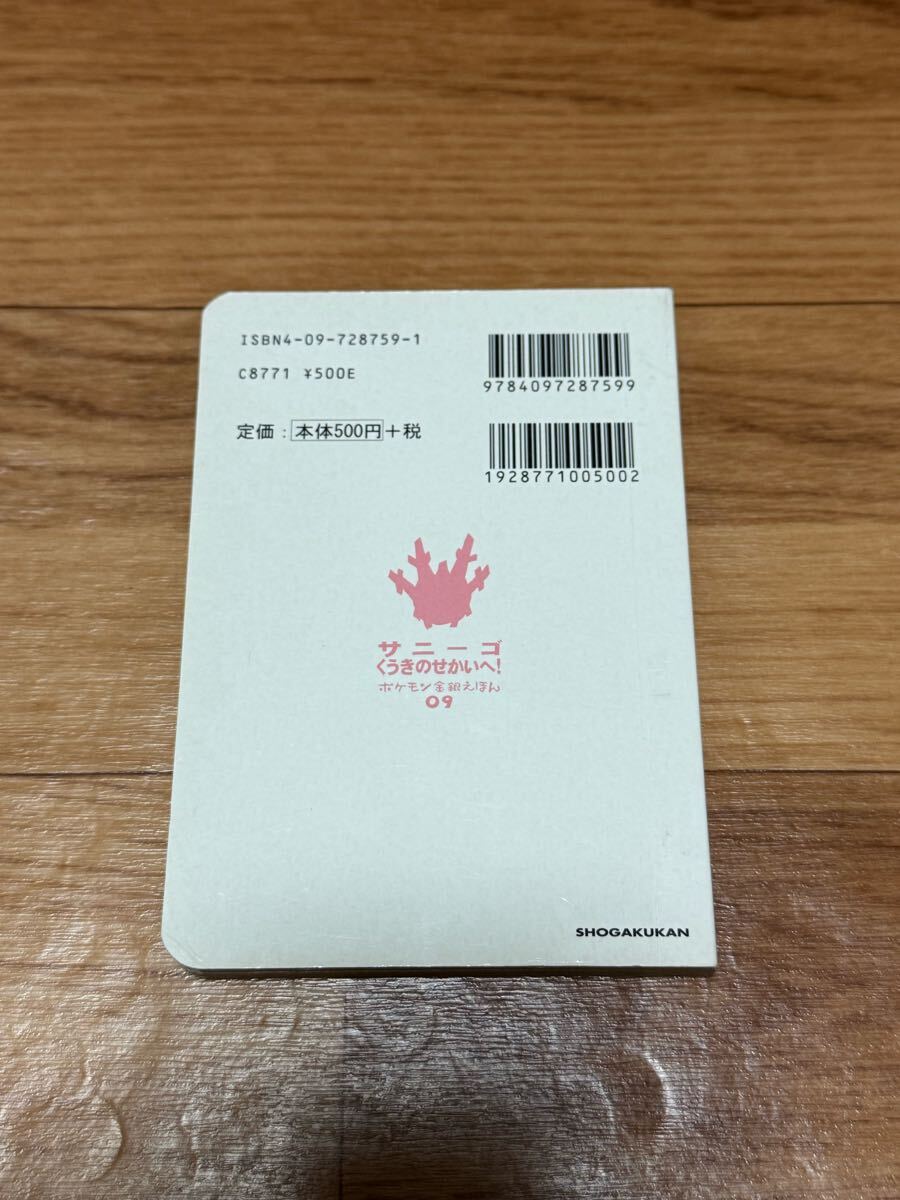 ISBN4-09-728759-1
C8771 ¥500E
定価：本体500円＋税
9784097287599
1928771005002
サニーゴ
くうきのせかいへ！
ポケモン金銀えほん
09
SHOGAKUKAN